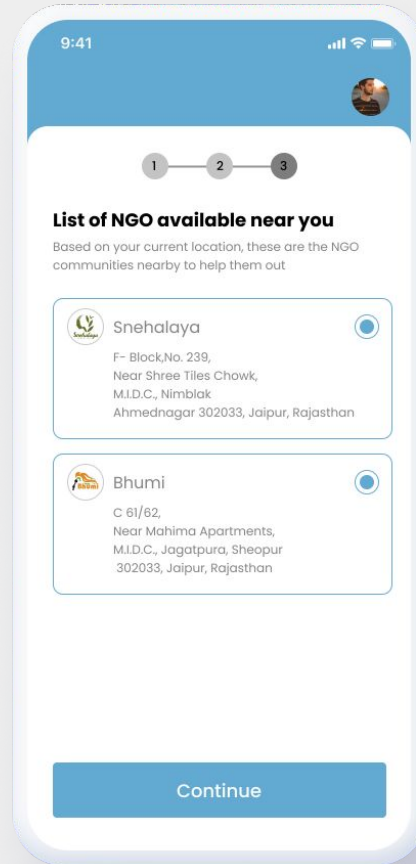 9:41
1 2 3
List of NGO available near you
Based on your current location, these are the NGO
communities nearby to help them out
Snehalaya
Snehalaya
F- Block,No. 239,
Near Shree Tiles Chowk,
M.I.D.C., Nimblak
Ahmednagar 302033, Jaipur, Rajasthan
BHUMI
Bhumi
C 61/62,
Near Mahima Apartments,
M.I.D.C., Jagatpura, Sheopur
302033, Jaipur, Rajasthan
Continue